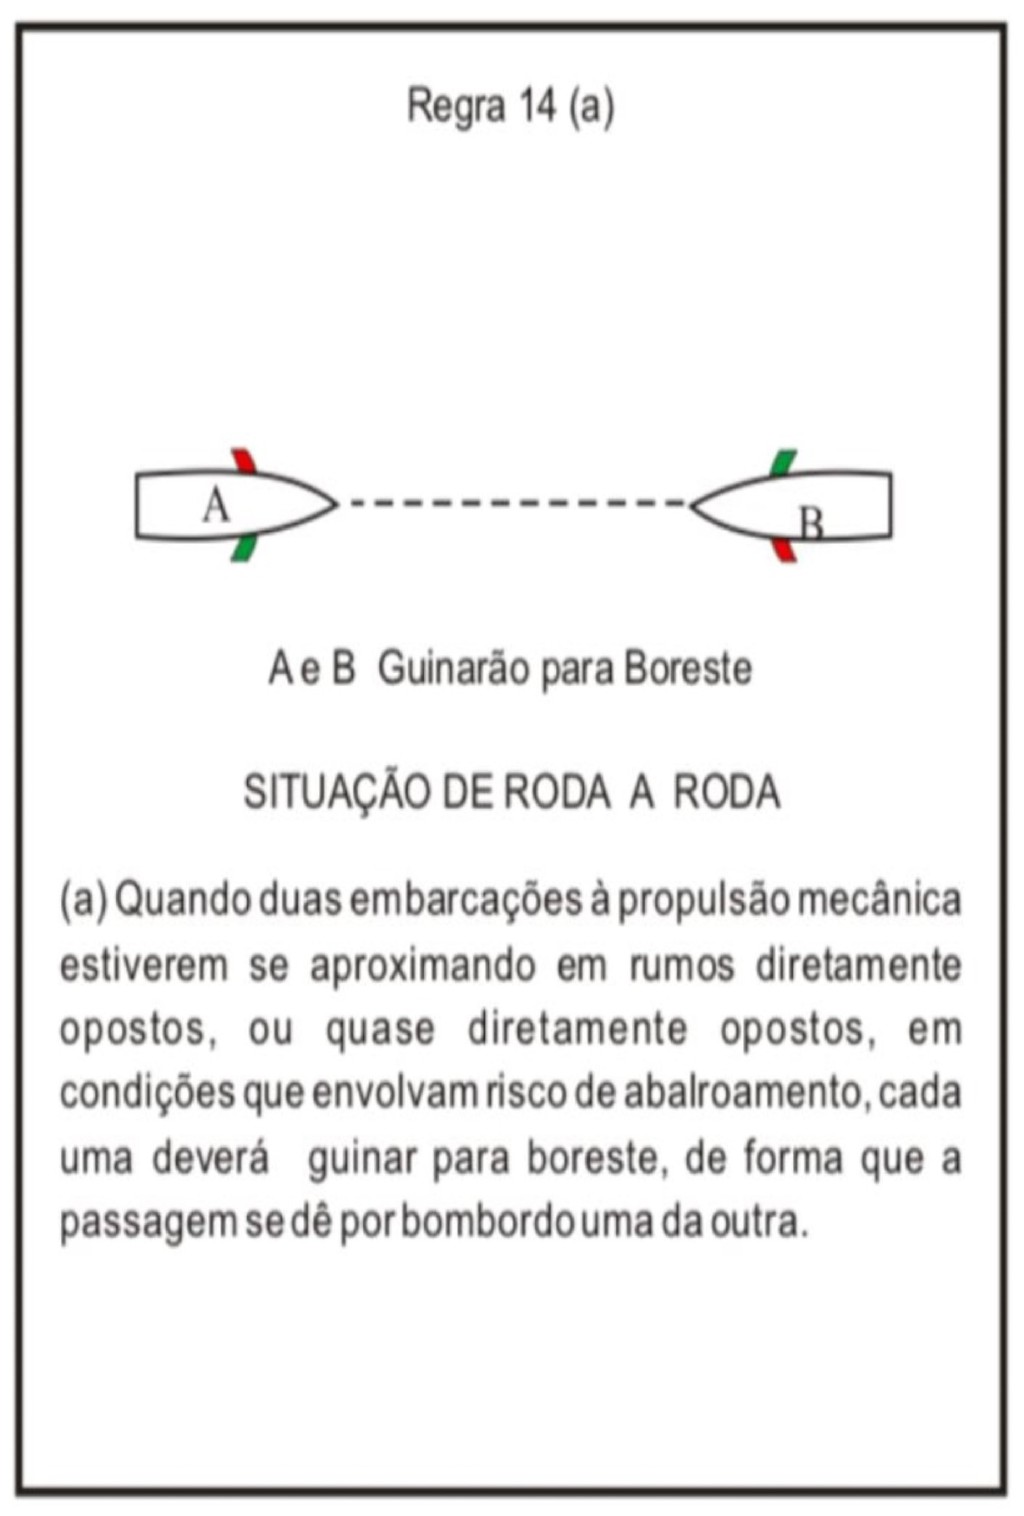 Regra 14 (a)
A
B
A e B Guinarão para Boreste
SITUAÇÃO DE RODA A RODA
(a) Quando duas embarcações à propulsão mecânica
estiverem se aproximando em rumos diretamente
opostos, ou quase diretamente opostos, em
condições que envolvam risco de abalroamento, cada
uma deverá guinar para boreste, de forma que a
passagem se dê por bombordo uma da outra.